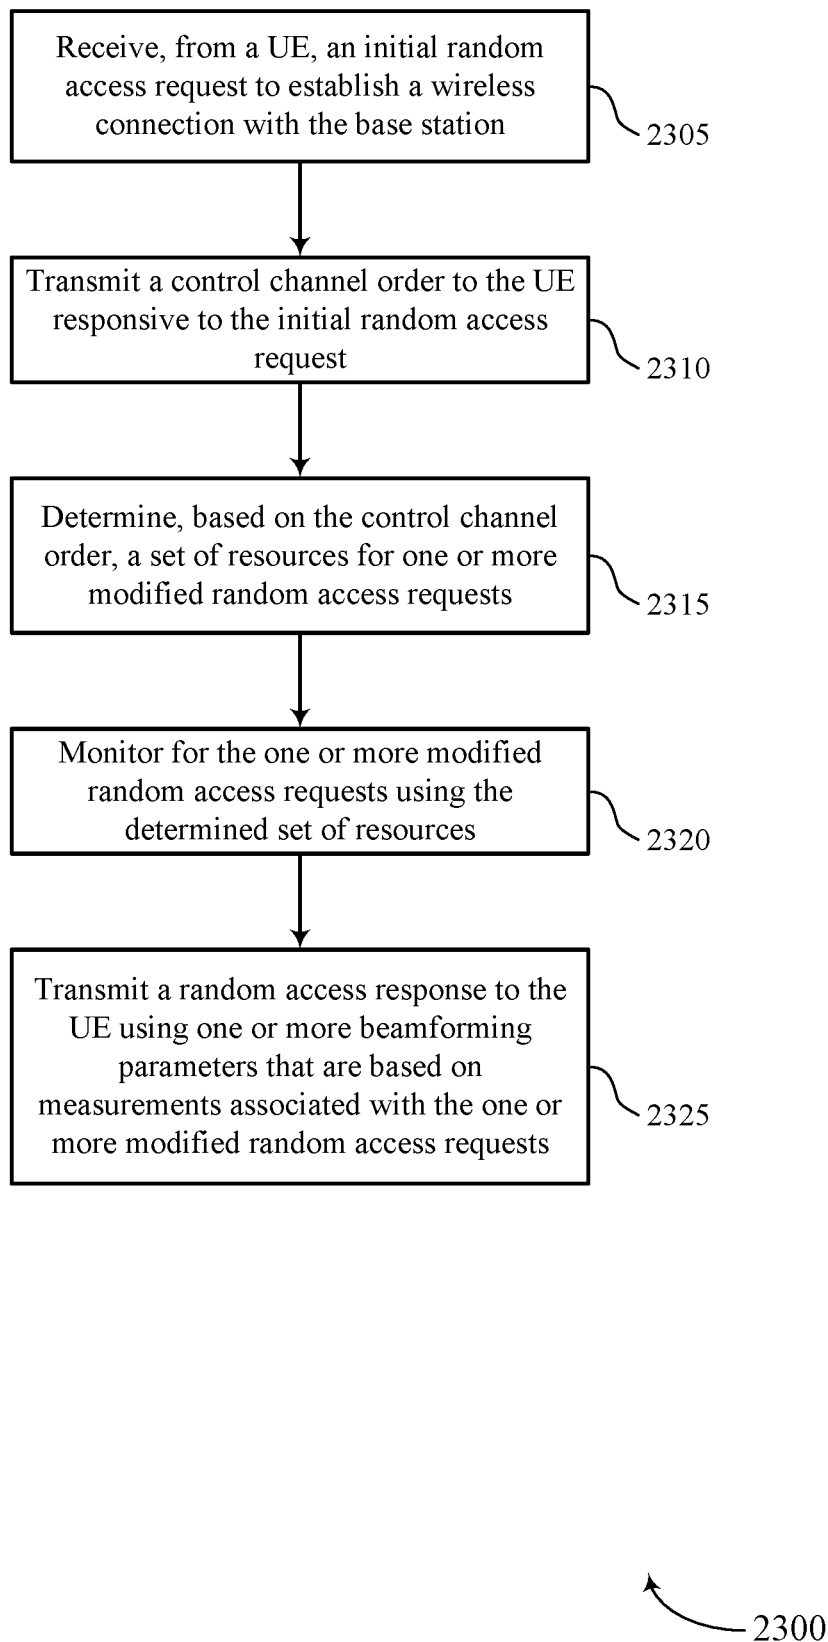 Receive, from a UE, an initial random
access request to establish a wireless
connection with the base station
2305
Transmit a control channel order to the UE
responsive to the initial random access
request
2310
Determine, based on the control channel
order, a set of resources for one or more
modified random access requests
2315
Monitor for the one or more modified
random access requests using the
determined set of resources
2320
Transmit a random access response to the
UE using one or more beamforming
parameters that are based on
measurements associated with the one or
more modified random access requests
2325
2300